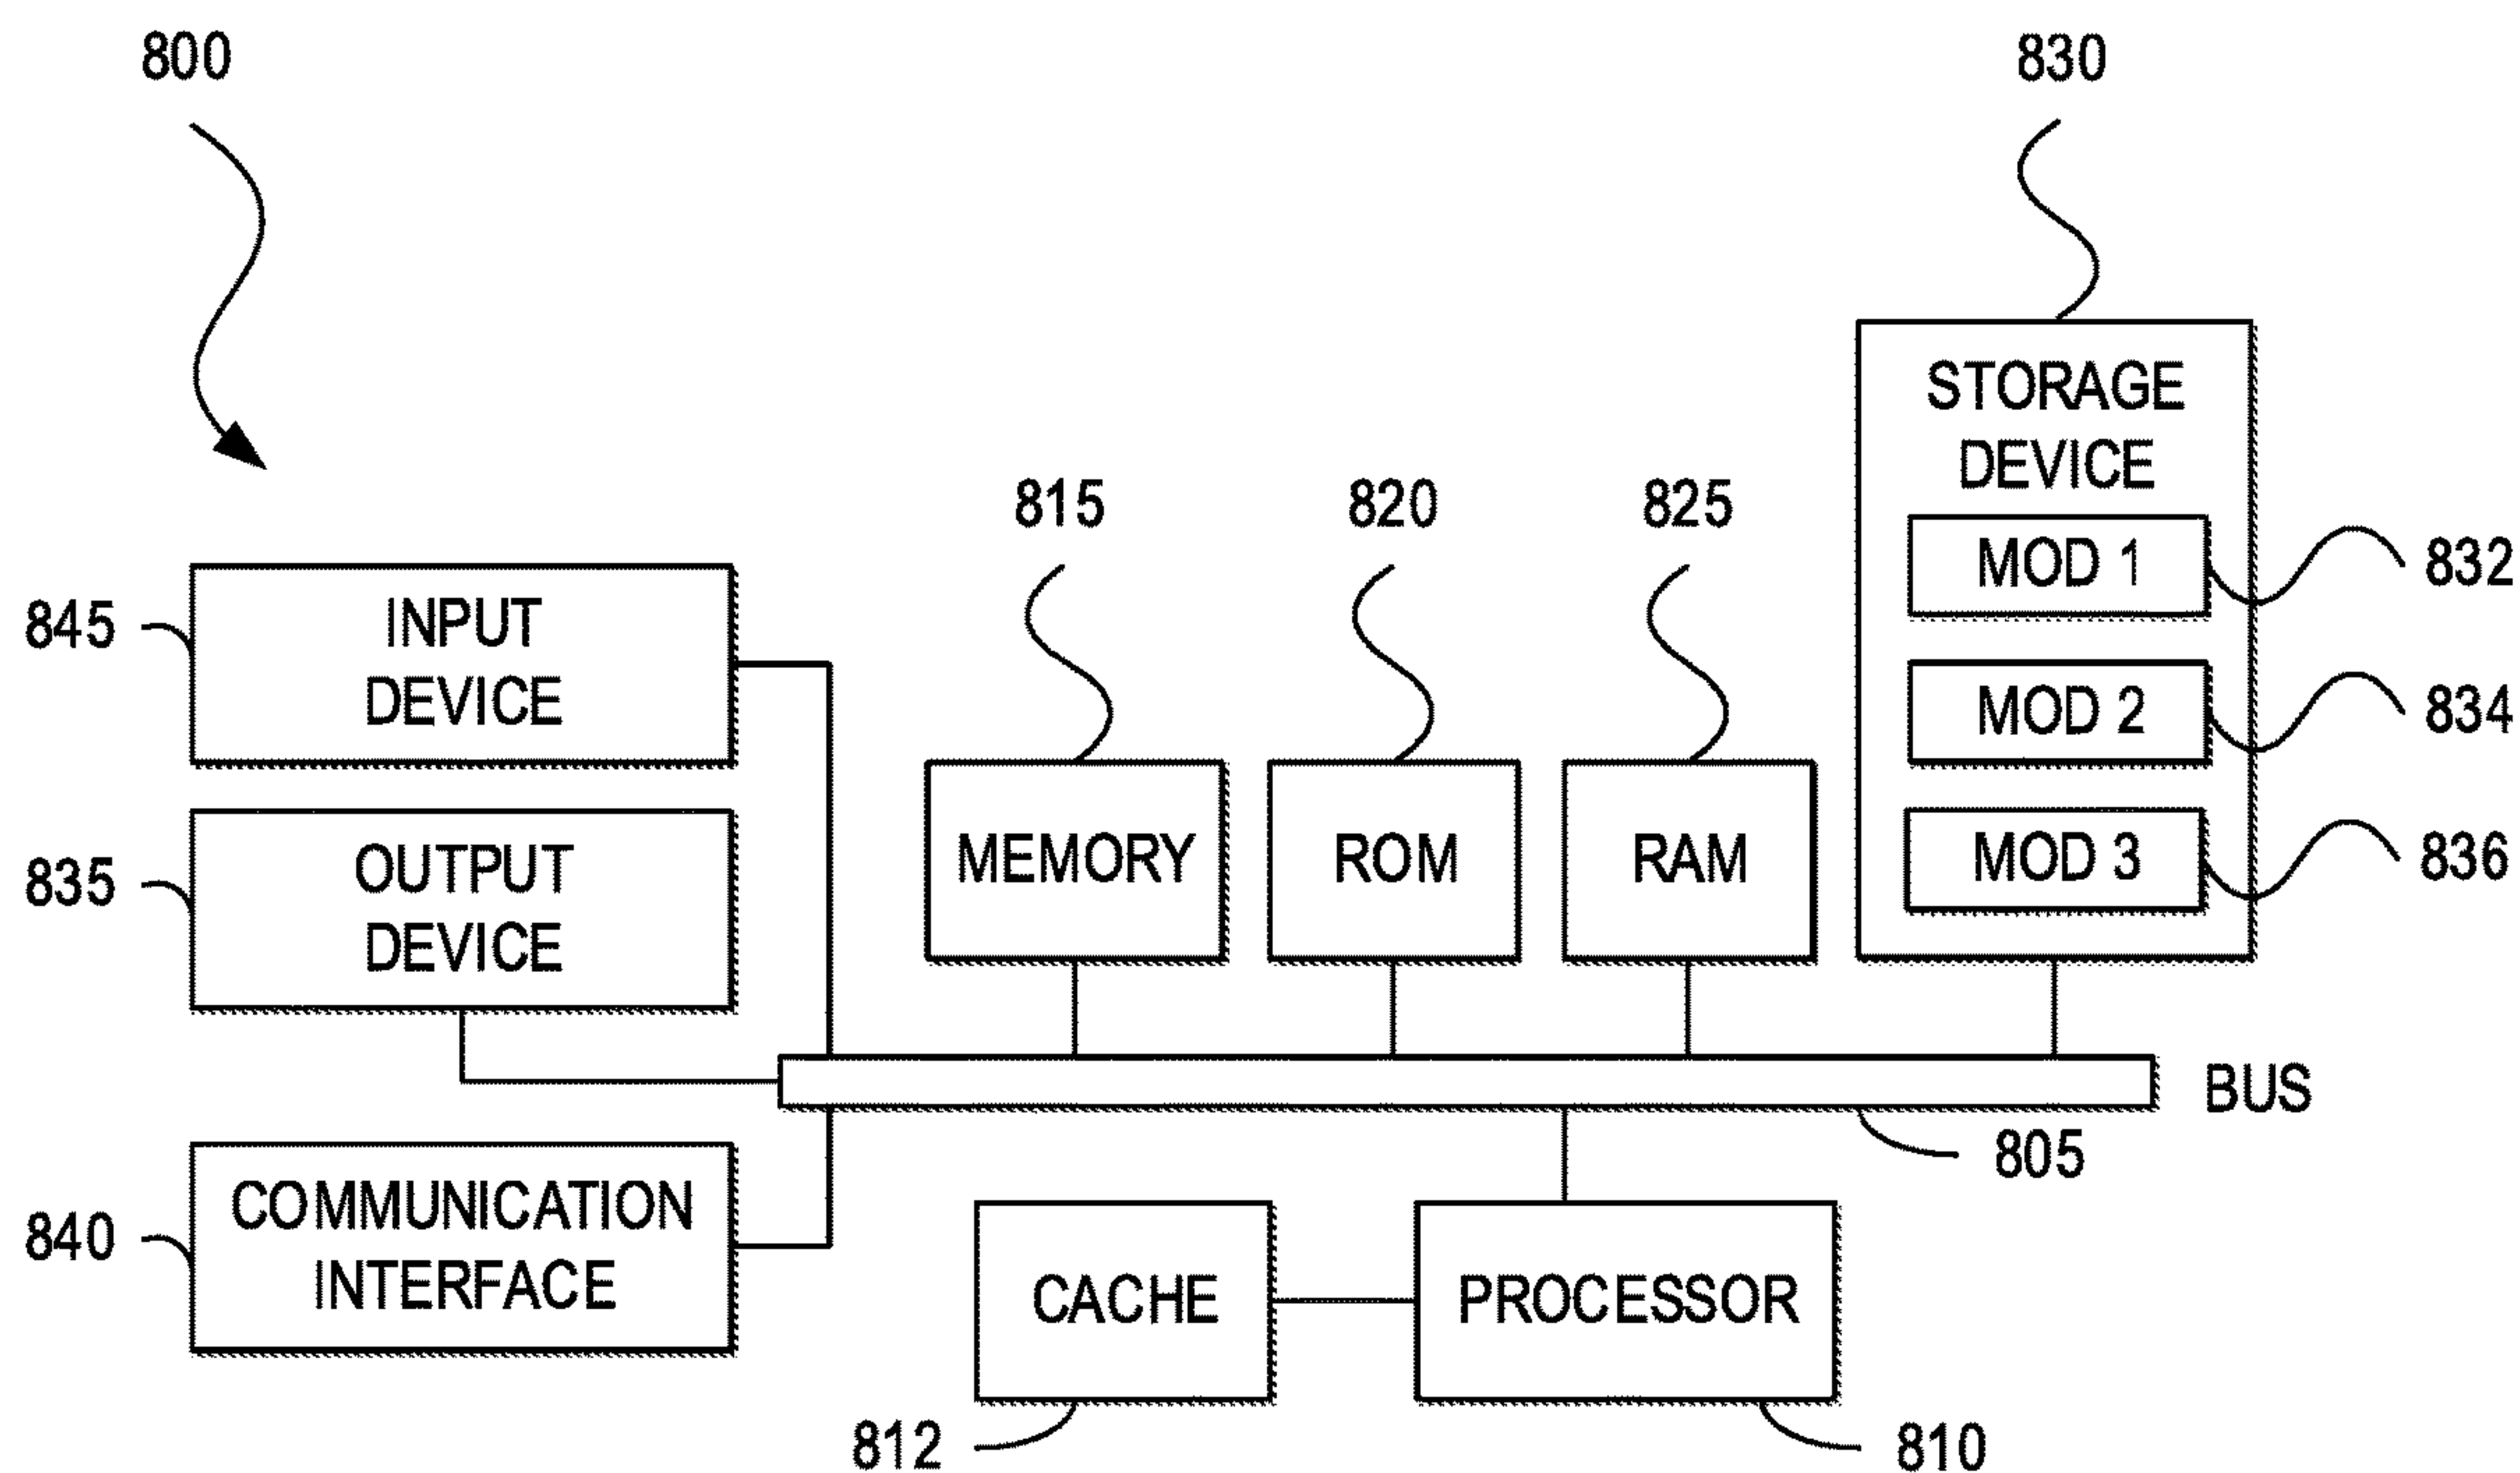 800
830
STORAGE
DEVICE
815
820
825
MOD 1
832
845
INPUT
DEVICE
MOD 2
834
835
OUTPUT
DEVICE
MEMORY
ROM
RAM
MOD 3
836
BUS
805
840
COMMUNICATION
INTERFACE
CACHE
PROCESSOR
812
810